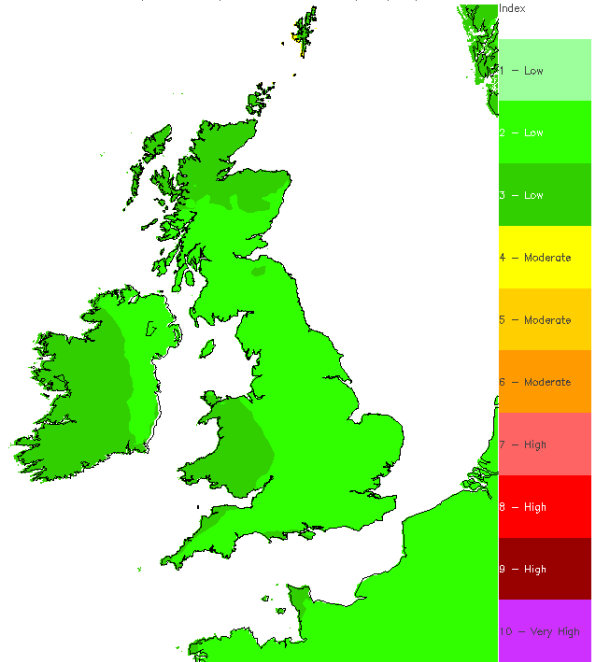 Index
1 - Low
2 - Low
3 - Low
4 - Moderate
5 - Moderate
6 - Moderate
7 - High
8 - High
9 - High
10 - Very High